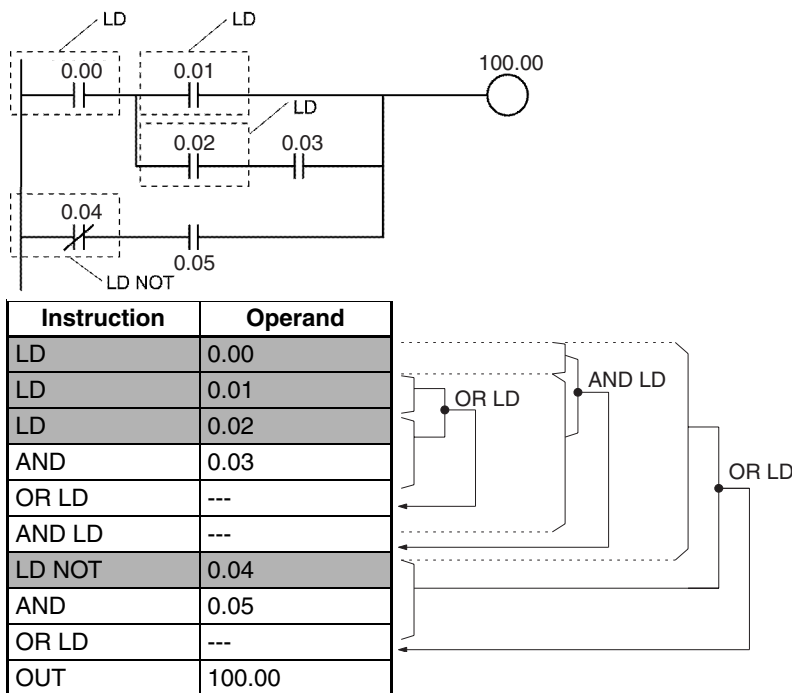 LD LD
0.00 0.01 100.00
LD
0.02 0.03
0.04
0.05
LD NOT
Instruction Operand
LD 0.00
LD 0.01
LD 0.02
AND 0.03
OR LD ---
AND LD ---
LD NOT 0.04
AND 0.05
OR LD ---
OUT 100.00
AND LD
OR LD
OR LD